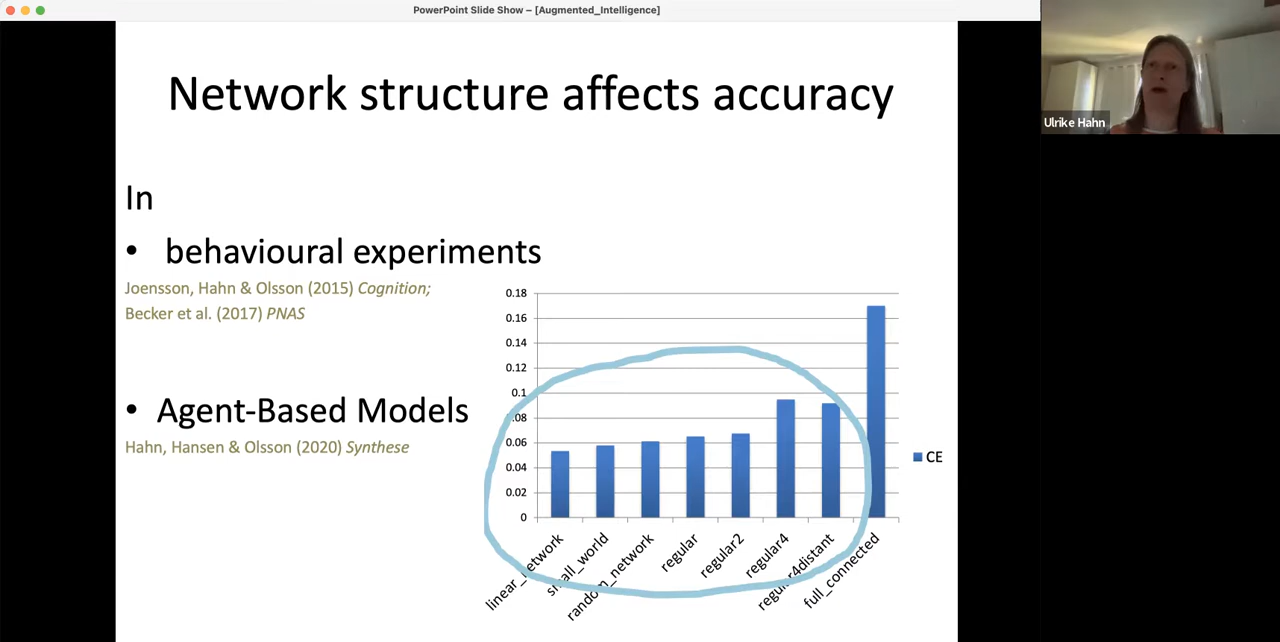 PowerPoint Slide Show – [Augmented_Intelligence]
Ulrike Hahn
Network structure affects accuracy
In
• behavioural experiments
Joensson, Hahn & Olsson (2015) Cognition;
Becker et al. (2017) PNAS
• Agent-Based Models
Hahn, Hansen & Olsson (2020) Synthese
0.18
0.16
0.14
0.12
0.1
0.08
0.06
0.04
0.02
0
linear_network
small_world
random_network
regular
regular2
regular4
regular4distant
full_connected
CE